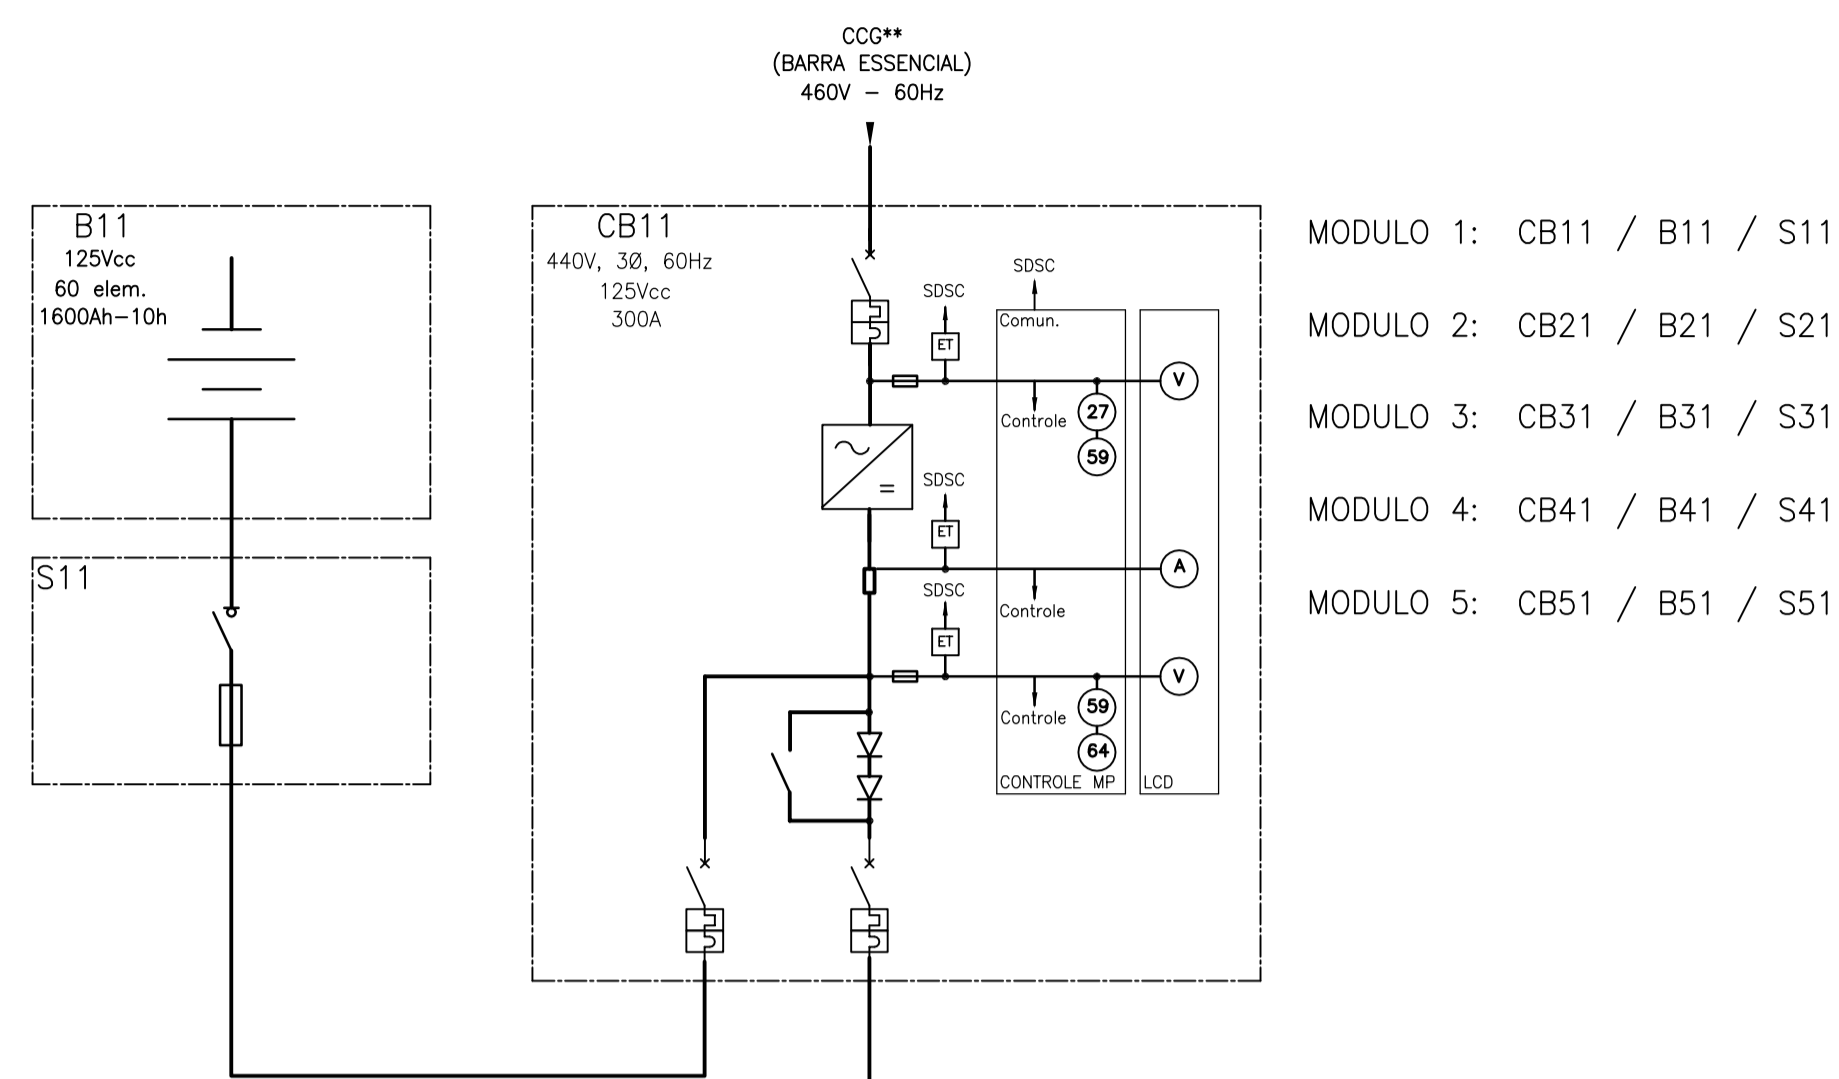 CCG**
(BARRA ESSENCIAL)
460V - 60Hz
B11
125Vcc
60 elem.
1600Ah-10h
S11
CB11
440V, 3Ø, 60Hz
125Vcc
300A
SDSC
ET
SDSC
Comun.
Controle
27
59
V
SDSC
ET
Controle
A
SDSC
ET
Controle
59
64
V
CONTROLE MP
LCD
MODULO 1: CB11 / B11 / S11
MODULO 2: CB21 / B21 / S21
MODULO 3: CB31 / B31 / S31
MODULO 4: CB41 / B41 / S41
MODULO 5: CB51 / B51 / S51